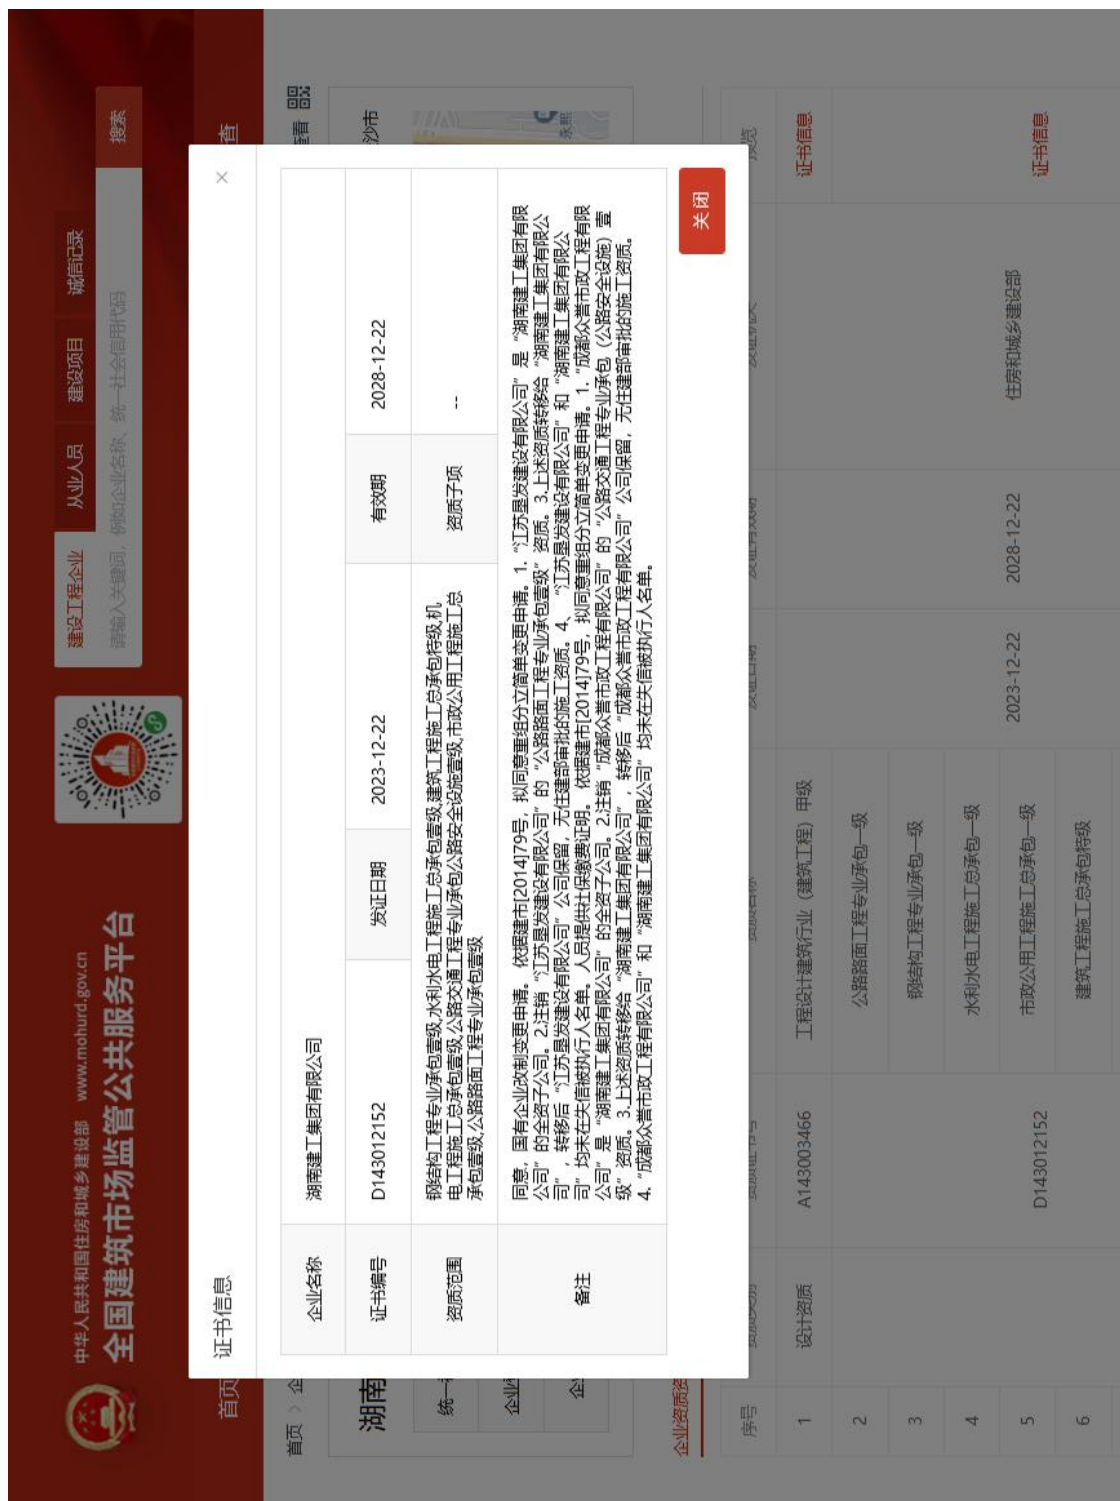 中华人民共和国住房和城乡建设部 www.mohurd.gov.cn
全国建筑市场监管公共服务平台
建设工程企业 从业人员 建设项目 诚信记录
请输入关键词，例如企业名称、统一社会信用代码
搜索
首页
查
首页 > 企
查看
湖南
沙市
统一
企业
企业
永熙
企业资质资
证书信息
×
企业名称 湖南建工集团有限公司
证书编号 D143012152 发证日期 2023-12-22 有效期 2028-12-22
资质范围
钢结构工程专业承包壹级,水利水电工程施工总承包壹级,建筑工程施工总承包特级,机
电工程施工总承包壹级,公路交通工程专业承包公路安全设施壹级,市政公用工程施工总
承包壹级,公路路面工程专业承包壹级
资质子项 --
备注
同意，国有企业改制变更申请。 依据建市[2014]79号，拟同意重组分立简单变更申请。1.“江苏垦发建设有限公司”是“湖南建工集团有限
公司”的全资子公司。2.注销“江苏垦发建设有限公司”的“公路路面工程专业承包壹级”资质。3.上述资质转移给“湖南建工集团有限公
司”，转移后“江苏垦发建设有限公司”公司保留，无住建部审批的施工资质。4、“江苏垦发建设有限公司”和“湖南建工集团有限公
司”均未在失信被执行人名单。人员提供社保缴费证明。 依据建市[2014]79号，拟同意重组分立简单变更申请。1.“成都众誉市政工程有限
公司”是“湖南建工集团有限公司”的全资子公司。2.注销“成都众誉市政工程有限公司”的“公路交通工程专业承包（公路安全设施）壹
级”资质。3.上述资质转移给“湖南建工集团有限公司”，转移后“成都众誉市政工程有限公司”公司保留，无住建部审批的施工资质。
4.“成都众誉市政工程有限公司”和“湖南建工集团有限公司”均未在失信被执行人名单。
关闭
序号
1 设计资质 A143003466 工程设计建筑行业（建筑工程）甲级 证书信息
2 公路路面工程专业承包一级
3 钢结构工程专业承包一级
4 水利水电工程施工总承包一级
5 D143012152 市政公用工程施工总承包一级 2023-12-22 2028-12-22 住房和城乡建设部 证书信息
6 建筑工程施工总承包特级